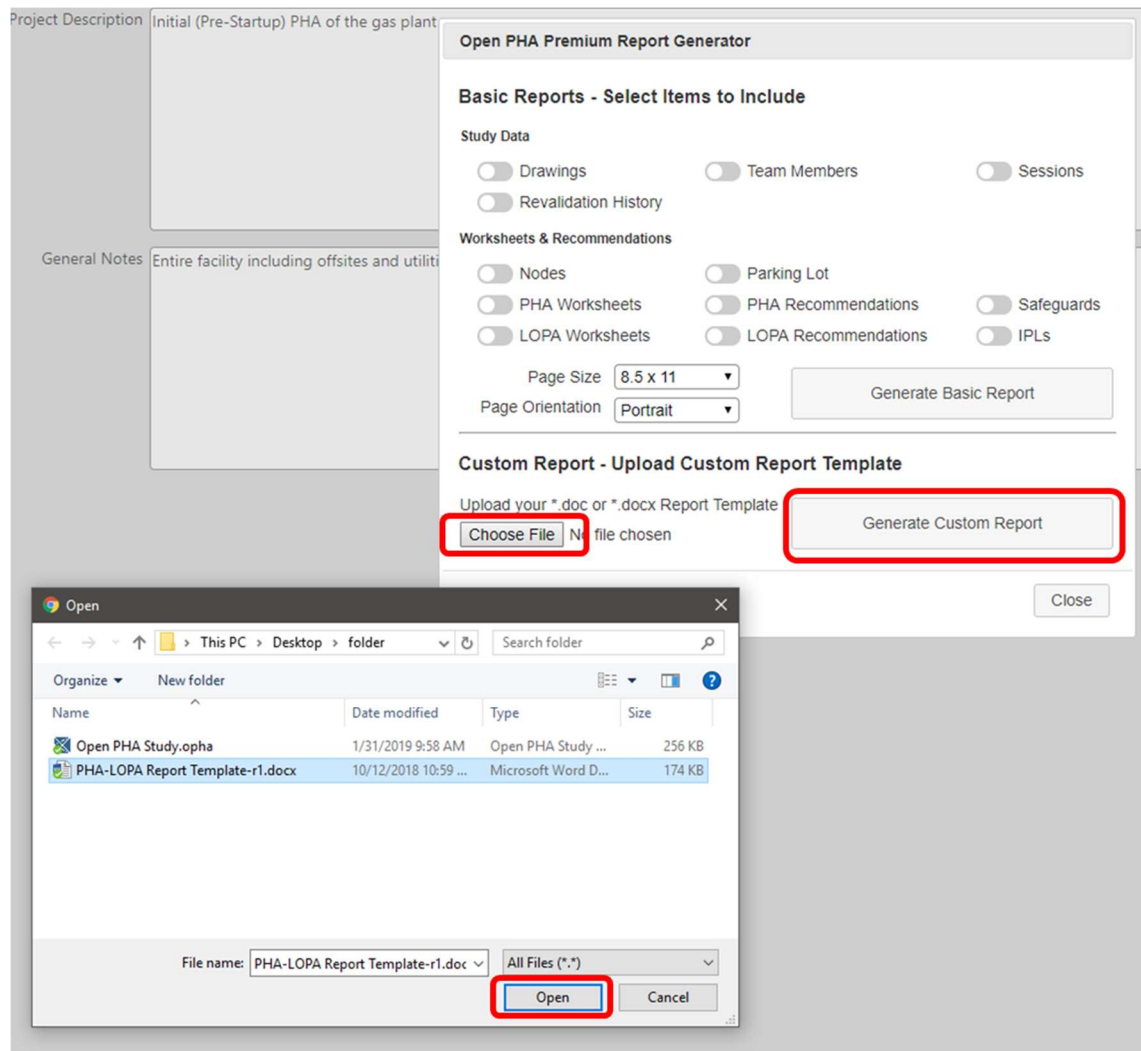 Project Description
Initial (Pre-Startup) PHA of the gas plant
General Notes
Entire facility including offsites and utiliti
Open PHA Premium Report Generator
Basic Reports - Select Items to Include
Study Data
Drawings Team Members Sessions
Revalidation History
Worksheets & Recommendations
Nodes Parking Lot
PHA Worksheets PHA Recommendations Safeguards
LOPA Worksheets LOPA Recommendations IPLs
Page Size 8.5 x 11
Page Orientation Portrait
Generate Basic Report
Custom Report - Upload Custom Report Template
Upload your *.doc or *.docx Report Template
Choose File No file chosen
Generate Custom Report
Close
Open
This PC > Desktop > folder Search folder
Organize New folder
Name Date modified Type Size
Open PHA Study.opha 1/31/2019 9:58 AM Open PHA Study ... 256 KB
PHA-LOPA Report Template-r1.docx 10/12/2018 10:59 ... Microsoft Word D... 174 KB
File name: PHA-LOPA Report Template-r1.doc All Files (*.*)
Open Cancel